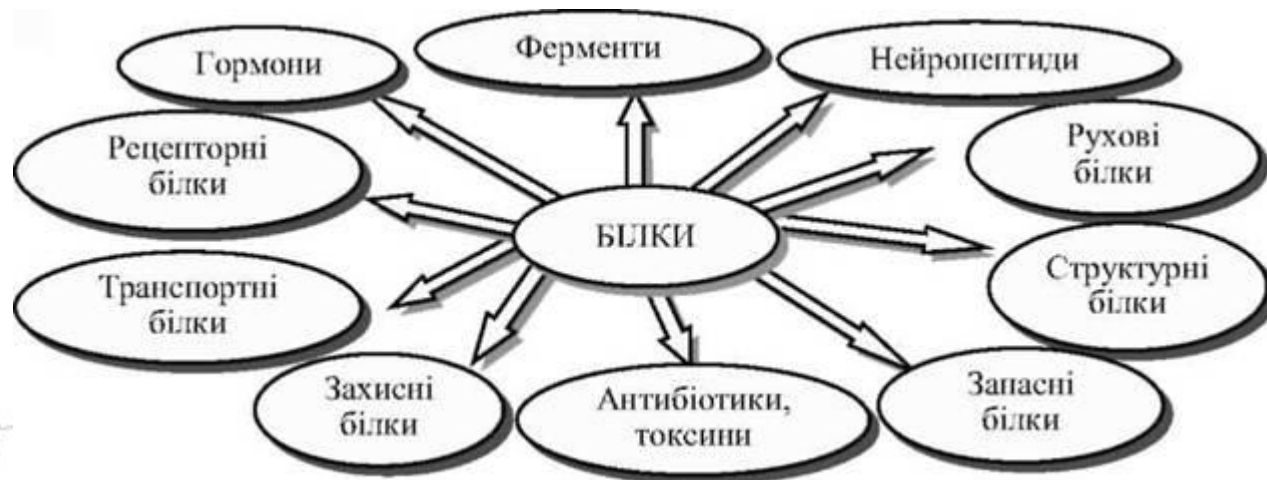 Гормони
Ферменти
Нейропептиди
Рецепторні
білки
Рухові
білки
БІЛКИ
Транспортні
білки
Структурні
білки
Захисні
білки
Антибіотики,
токсини
Запасні
білки